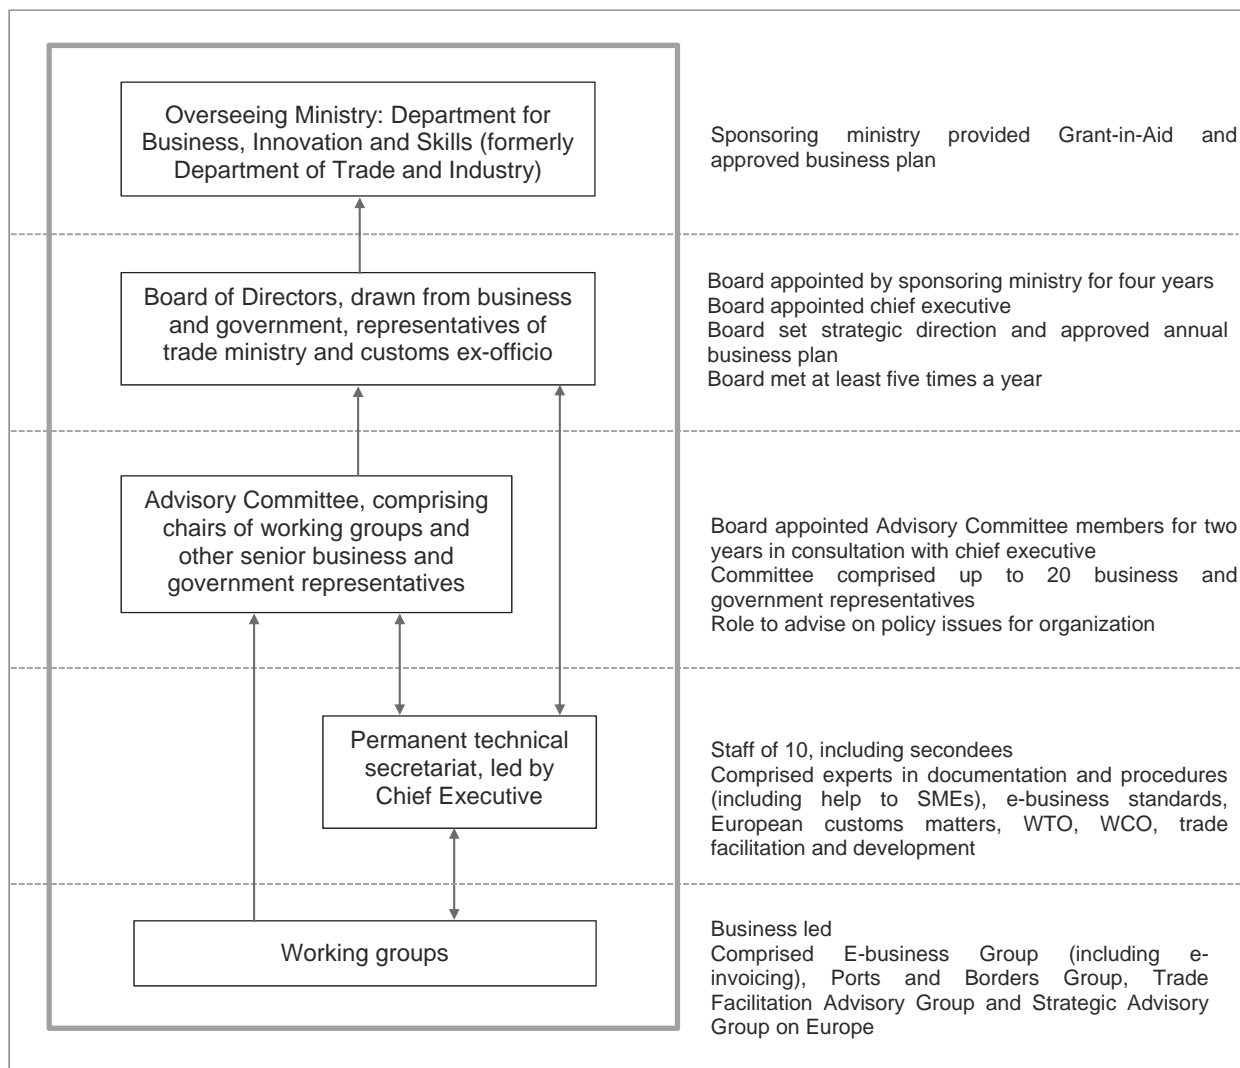 Overseeing Ministry: Department for
Business, Innovation and Skills (formerly
Department of Trade and Industry)
Sponsoring ministry provided Grant-in-Aid and
approved business plan
Board of Directors, drawn from business
and government, representatives of
trade ministry and customs ex-officio
Board appointed by sponsoring ministry for four years
Board appointed chief executive
Board set strategic direction and approved annual
business plan
Board met at least five times a year
Advisory Committee, comprising
chairs of working groups and
other senior business and
government representatives
Board appointed Advisory Committee members for two
years in consultation with chief executive
Committee comprised up to 20 business and
government representatives
Role to advise on policy issues for organization
Permanent technical
secretariat, led by
Chief Executive
Staff of 10, including secondees
Comprised experts in documentation and procedures
(including help to SMEs), e-business standards,
European customs matters, WTO, WCO, trade
facilitation and development
Working groups
Business led
Comprised E-business Group (including e-
invoicing), Ports and Borders Group, Trade
Facilitation Advisory Group and Strategic Advisory
Group on Europe